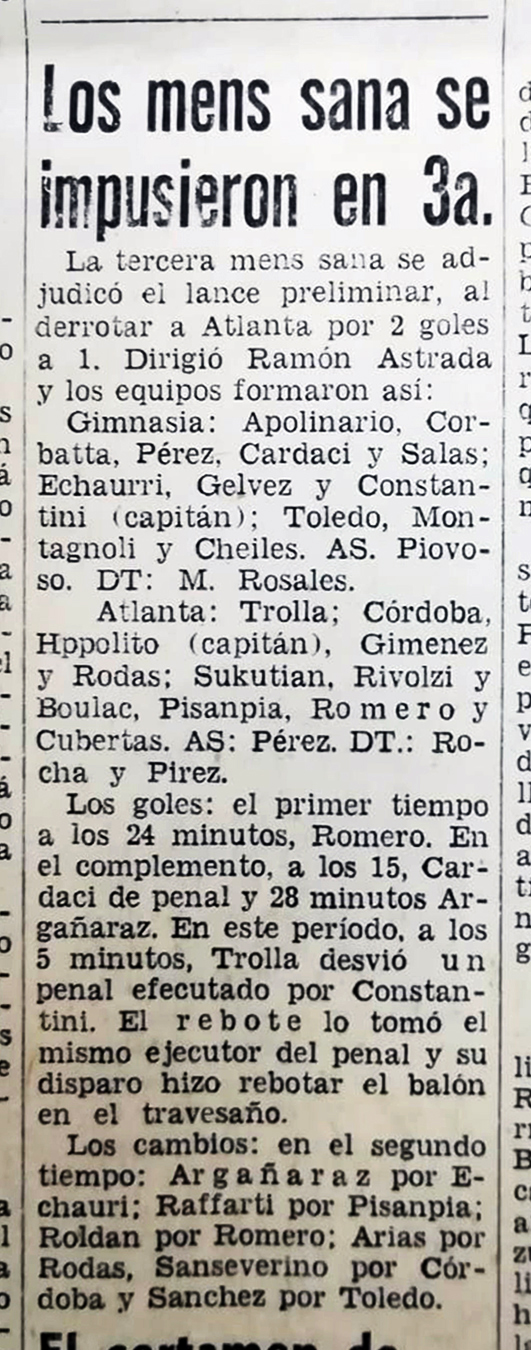 Los mens sana se
impusieron en 3a.
La tercera mens sana se ad-
judicó el lance preliminar, al
derrotar a Atlanta por 2 goles
a 1. Dirigió Ramón Astrada
y los equipos formaron así:
Gimnasia: Apolinario, Cor-
batta, Pérez, Cardaci y Salas;
Echaurri, Gelvez y Constan-
tini (capitán); Toledo, Mon-
tagnoli y Cheiles. AS. Piovo-
so. DT: M. Rosales.
Atlanta: Trolla; Córdoba,
Hppolito (capitán), Gimenez
y Rodas; Sukutian, Rivolzi y
Boulac, Pisanpia, Romero y
Cubertas. AS: Pérez. DT.: Ro-
cha y Pirez.
Los goles: el primer tiempo
a los 24 minutos, Romero. En
el complemento, a los 15, Car-
daci de penal y 28 minutos Ar-
gañaraz. En este período, a los
5 minutos, Trolla desvió un
penal efecutado por Constan-
tini. El rebote lo tomó el
mismo ejecutor del penal y su
disparo hizo rebotar el balón
en el travesaño.
Los cambios: en el segundo
tiempo: Argañaraz por E-
chauri; Raffarti por Pisanpia;
Roldan por Romero; Arias por
Rodas, Sanseverino por Cór-
doba y Sanchez por Toledo.
El certamen de